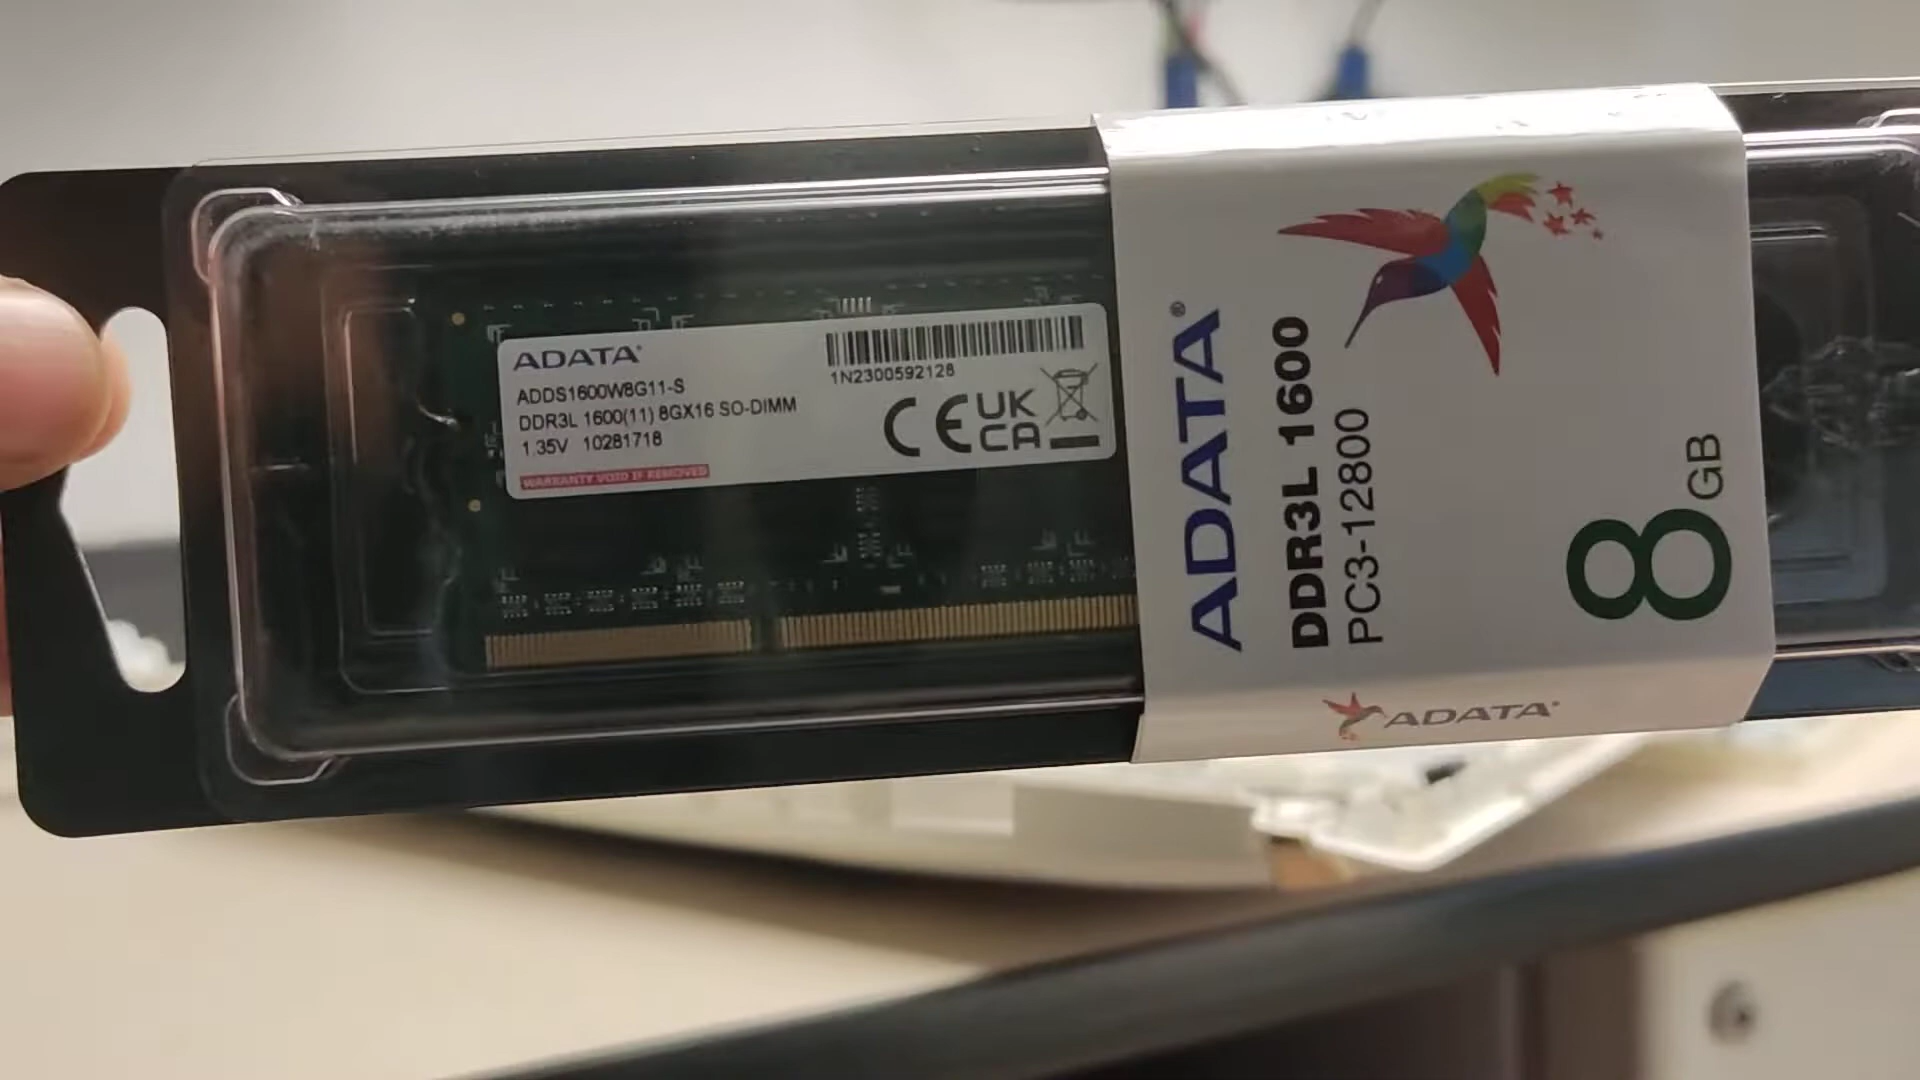 ADATA®
ADDS1600W8G11-S
DDR3L 1600(11) 8GX16 SO-DIMM
1.35V 10281718
WARRANTY VOID IF REMOVED
1N2300592128
CE UK
CA
ADATA®
DDR3L 1600
PC3-12800
8 GB
ADATA®